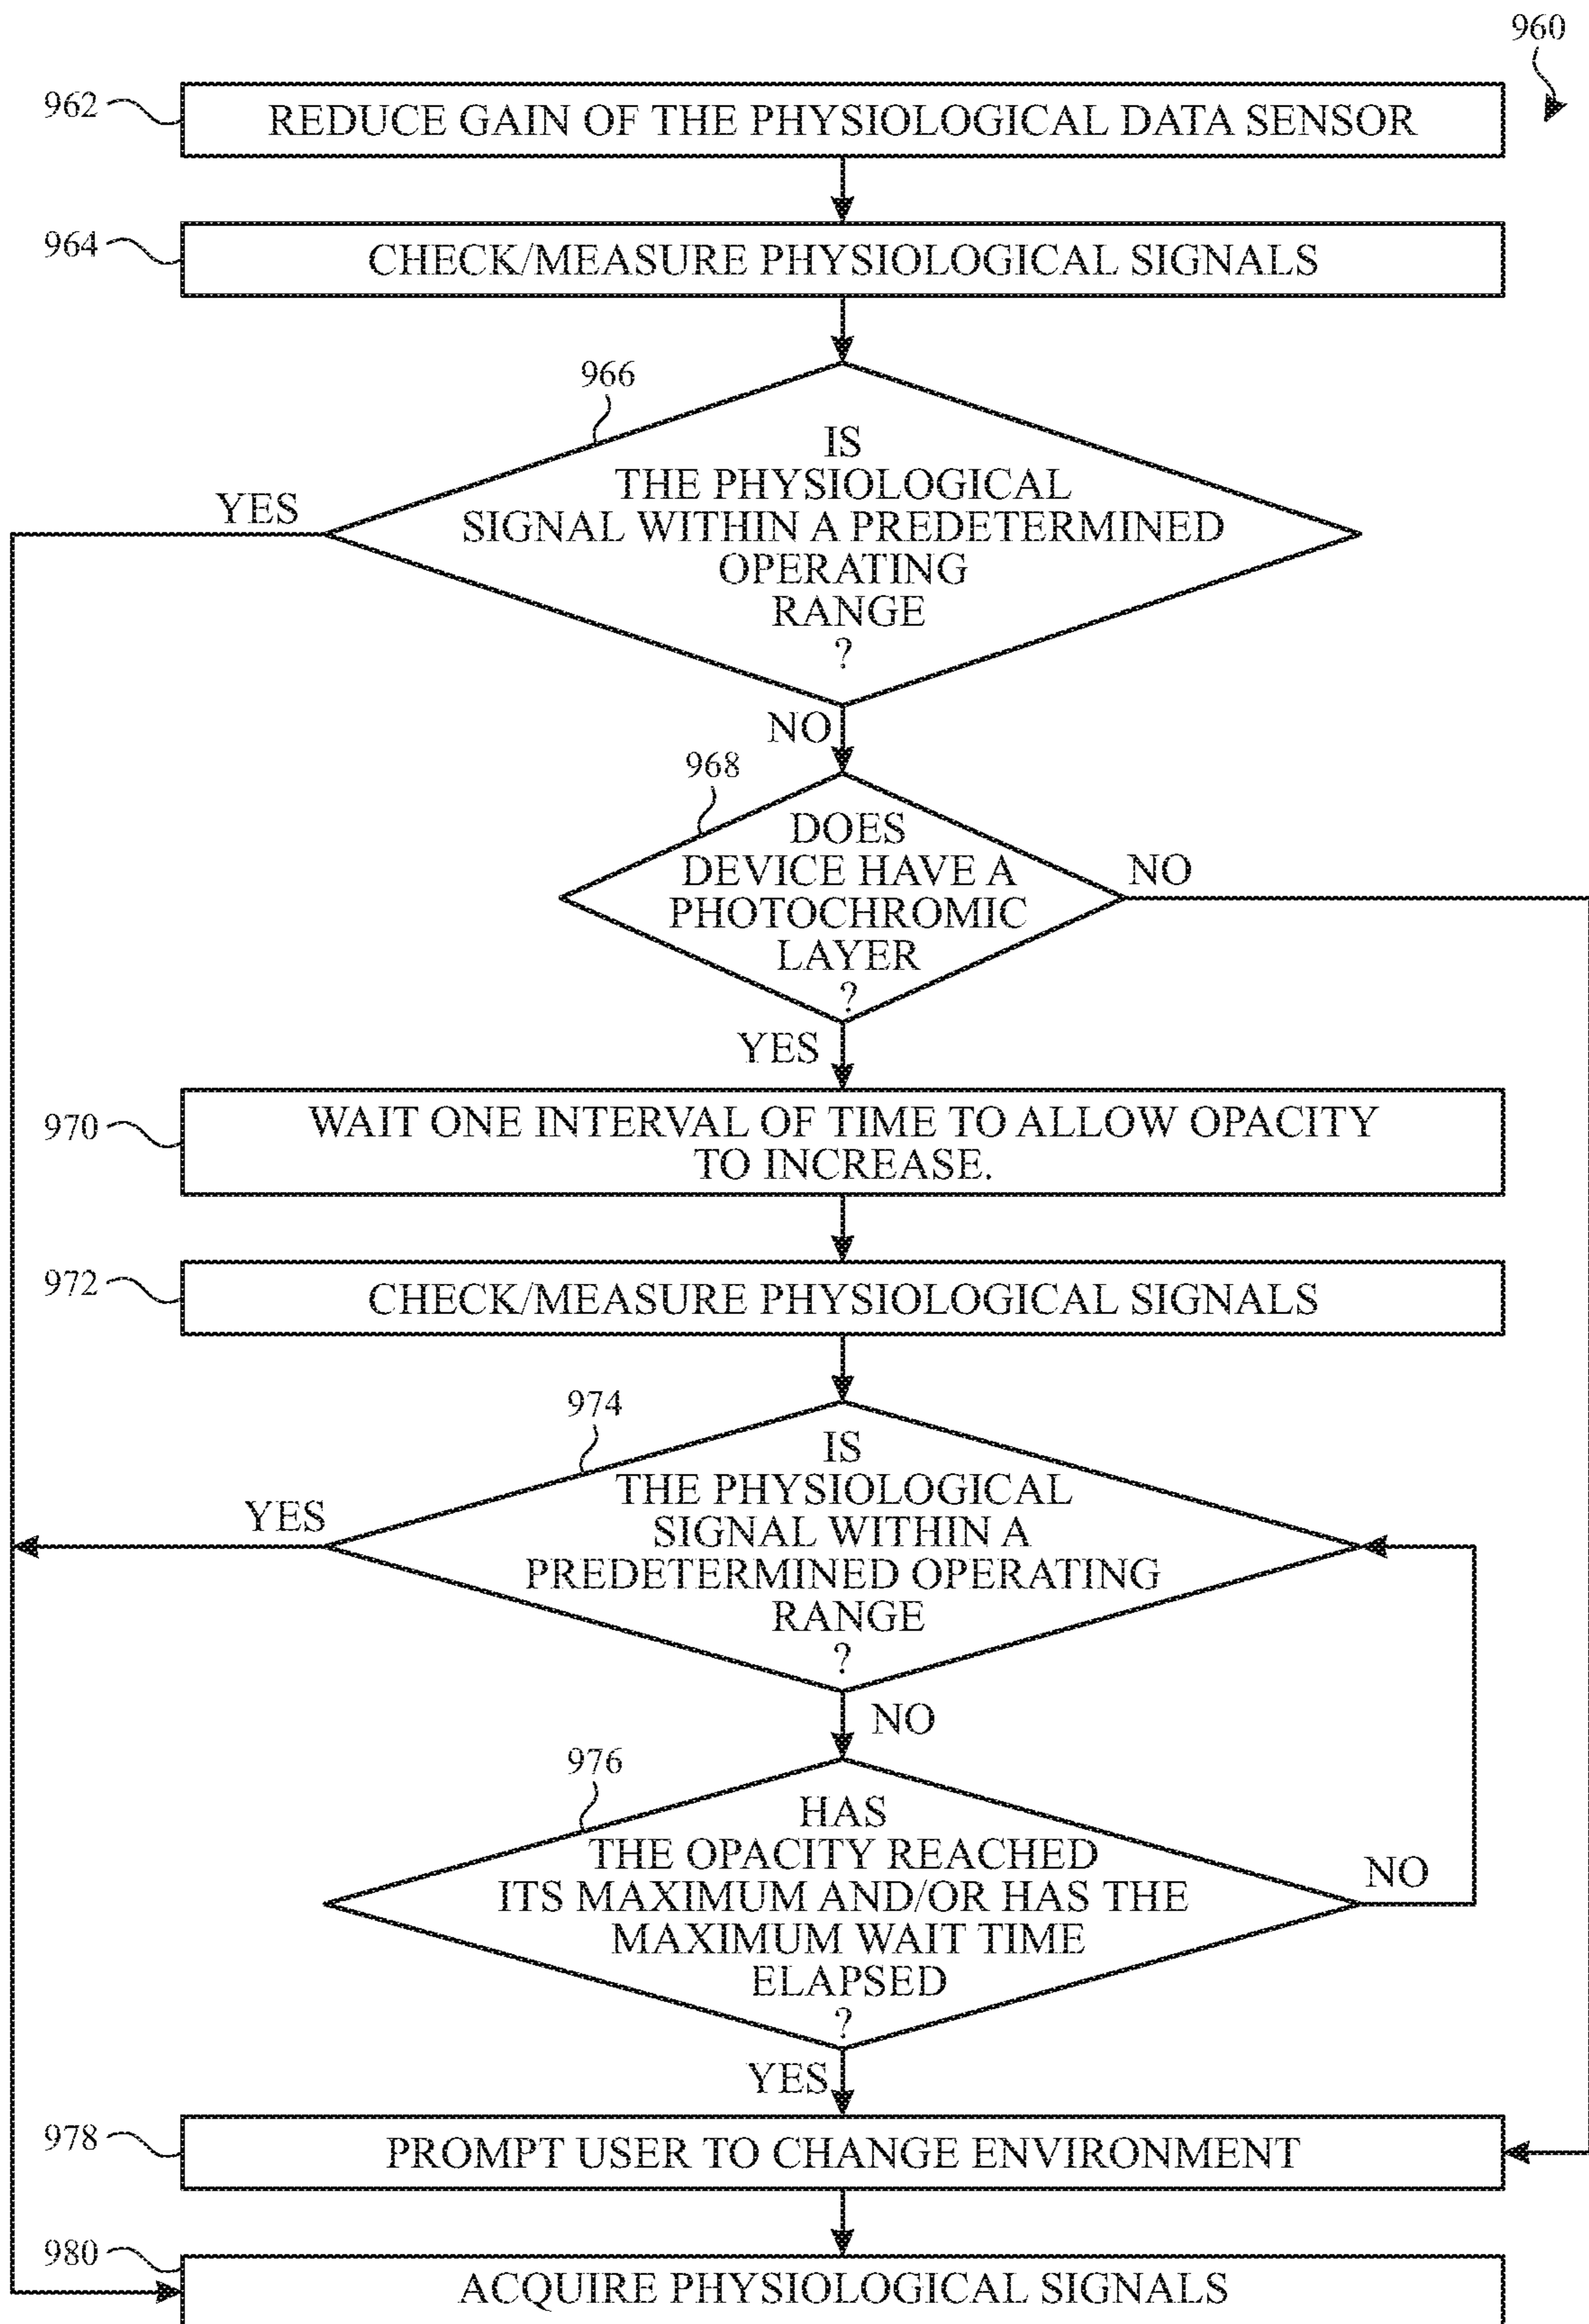 960
962
REDUCE GAIN OF THE PHYSIOLOGICAL DATA SENSOR
964
CHECK/MEASURE PHYSIOLOGICAL SIGNALS
966
IS
THE PHYSIOLOGICAL
SIGNAL WITHIN A PREDETERMINED
OPERATING
RANGE
?
YES
NO
968
DOES
DEVICE HAVE A
PHOTOCHROMIC
LAYER
?
NO
YES
970
WAIT ONE INTERVAL OF TIME TO ALLOW OPACITY
TO INCREASE.
972
CHECK/MEASURE PHYSIOLOGICAL SIGNALS
974
IS
THE PHYSIOLOGICAL
SIGNAL WITHIN A
PREDETERMINED OPERATING
RANGE
?
YES
NO
976
HAS
THE OPACITY REACHED
ITS MAXIMUM AND/OR HAS THE
MAXIMUM WAIT TIME
ELAPSED
?
NO
YES
978
PROMPT USER TO CHANGE ENVIRONMENT
980
ACQUIRE PHYSIOLOGICAL SIGNALS